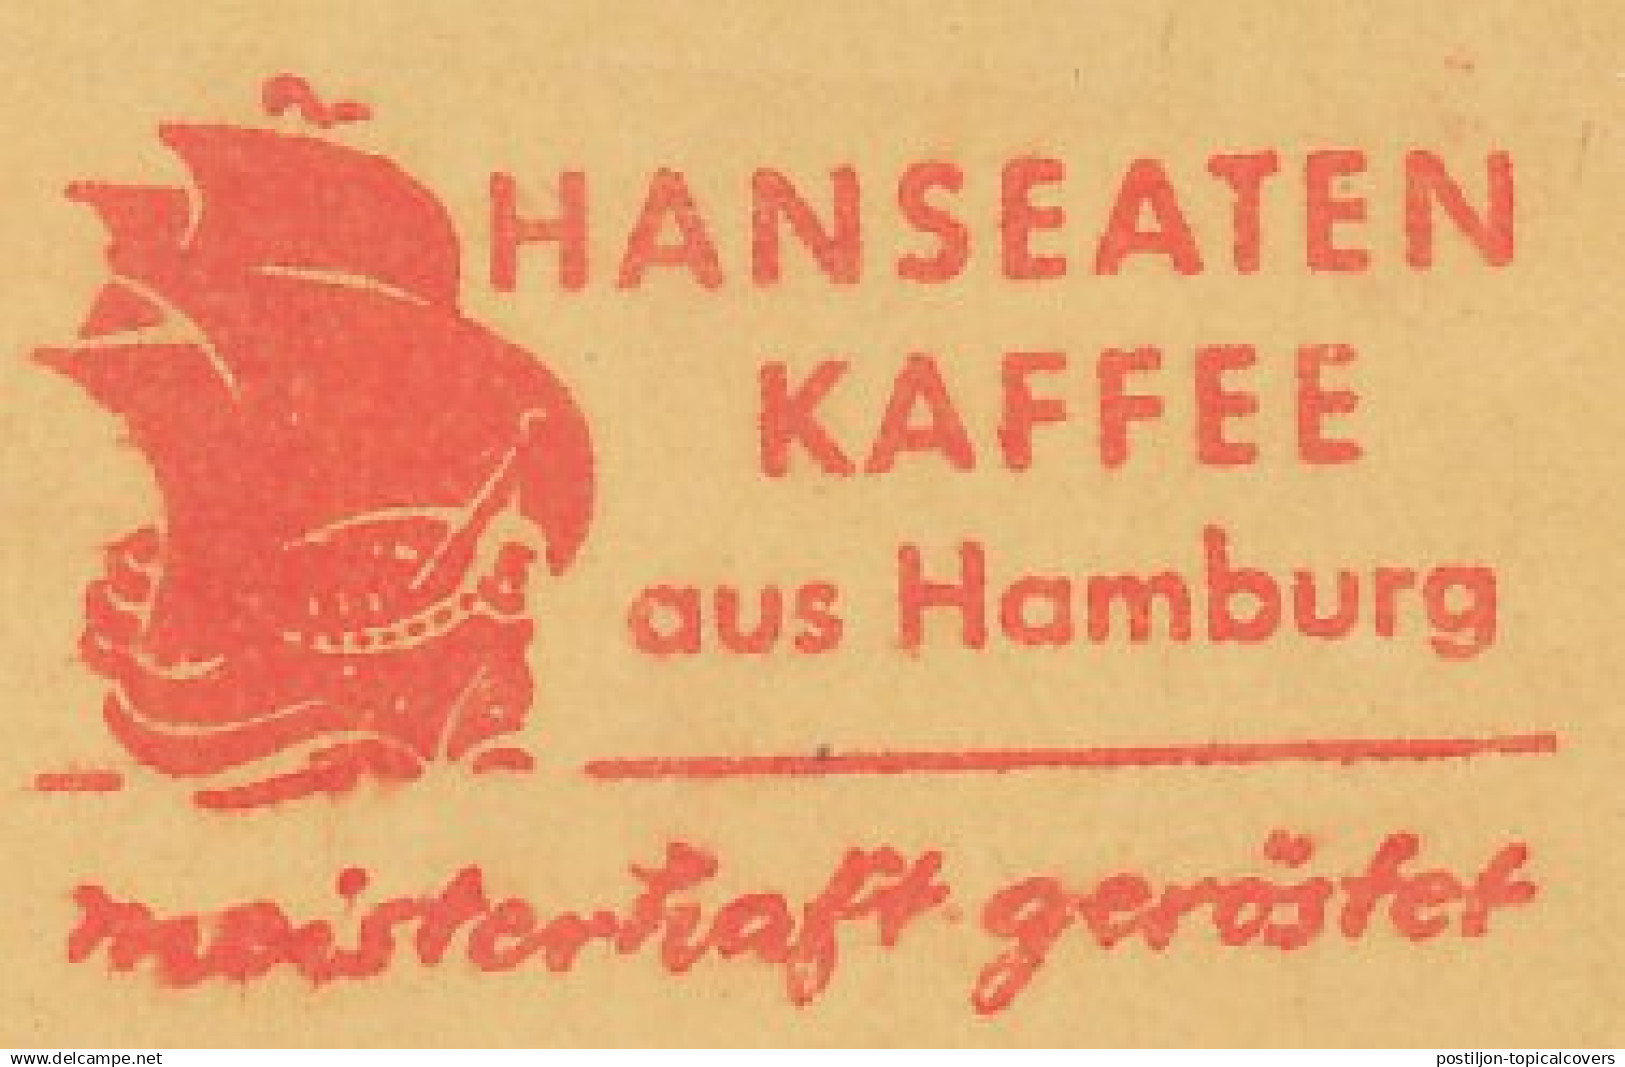 HANSEATEN
KAFFEE
aus Hamburg
meisterhaft geröstet
www.delcampe.net
postiljon-topicalcovers